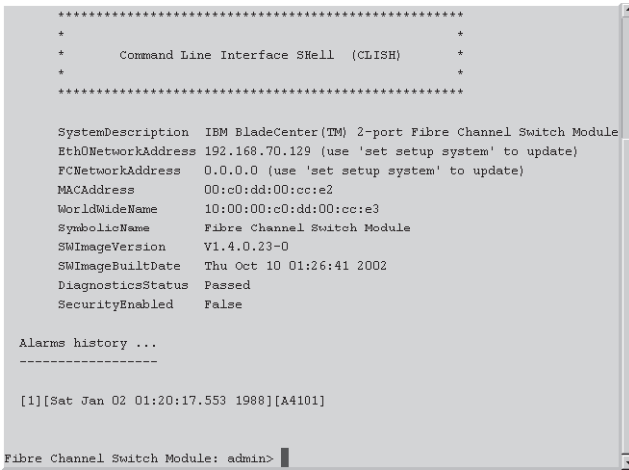 *****************************************************
*                                                   *
*       Command Line Interface SHell  (CLISH)       *
*                                                   *
*****************************************************
SystemDescription  IBM BladeCenter(TM) 2-port Fibre Channel Switch Module
Eth0NetworkAddress 192.168.70.129 (use 'set setup system' to update)
FCNetworkAddress   0.0.0.0 (use 'set setup system' to update)
MACAddress         00:c0:dd:00:cc:e2
WorldWideName      10:00:00:c0:dd:00:cc:e3
SymbolicName       Fibre Channel Switch Module
SWImageVersion     V1.4.0.23-0
SWImageBuiltDate   Thu Oct 10 01:26:41 2002
DiagnosticsStatus  Passed
SecurityEnabled    False
Alarms history ...
------------------
[1][Sat Jan 02 01:20:17.553 1988][A4101]
Fibre Channel Switch Module: admin>